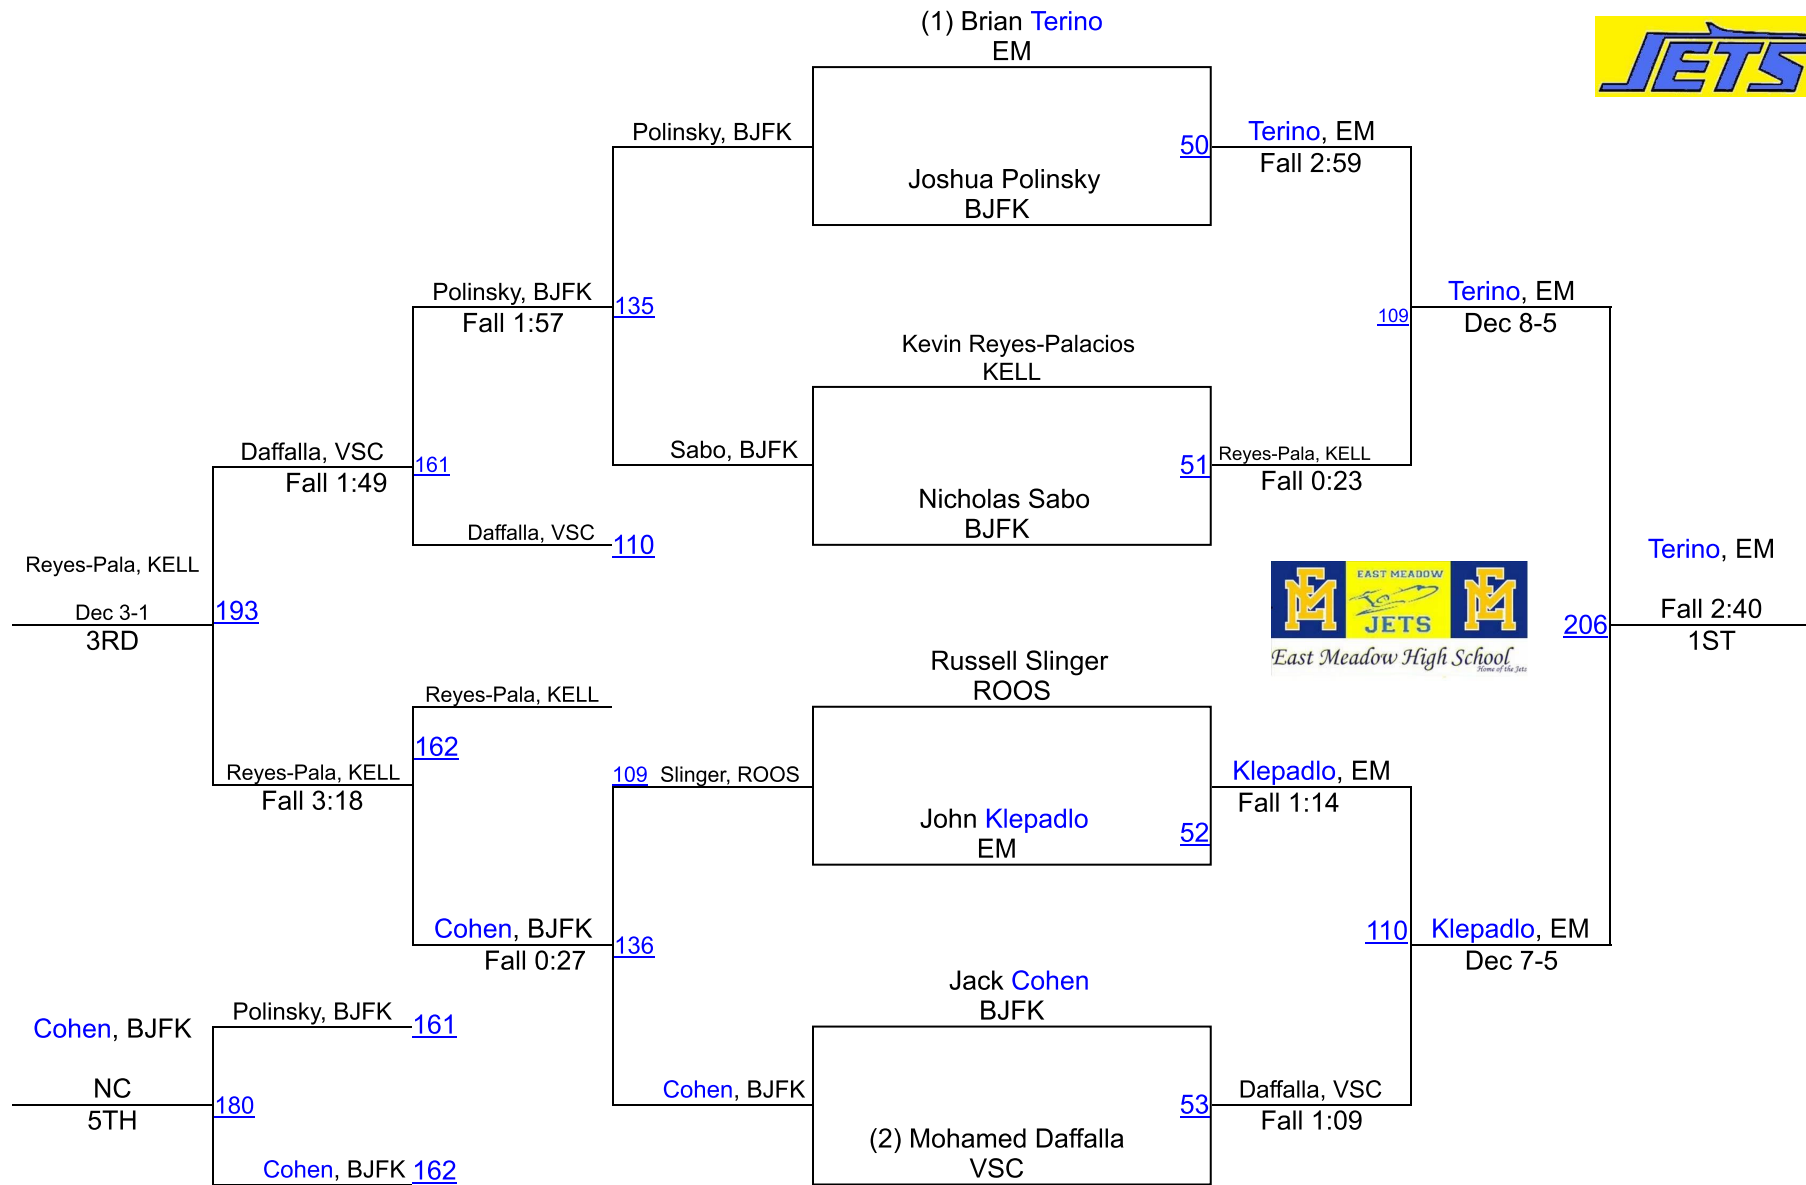 (1) Brian Terino
EM
JETS
Polinsky, BJFK
50
Terino, EM
Fall 2:59
Joshua Polinsky
BJFK
Polinsky, BJFK
Fall 1:57
135
Terino, EM
Dec 8-5
109
Kevin Reyes-Palacios
KELL
Daffalla, VSC
Fall 1:49
161
Sabo, BJFK
51
Reyes-Pala, KELL
Fall 0:23
Nicholas Sabo
BJFK
Daffalla, VSC
110
Reyes-Pala, KELL
Dec 3-1
3RD
193
EM
EAST MEADOW
JETS
EM
East Meadow High School
Home of the Jets
Terino, EM
Fall 2:40
1ST
206
Russell Slinger
ROOS
Reyes-Pala, KELL
162
Reyes-Pala, KELL
Fall 3:18
109
Slinger, ROOS
Klepadlo, EM
Fall 1:14
John Klepadlo
EM
52
Cohen, BJFK
Fall 0:27
136
110
Klepadlo, EM
Dec 7-5
Jack Cohen
BJFK
Cohen, BJFK
NC
5TH
Polinsky, BJFK
161
180
Cohen, BJFK
53
Daffalla, VSC
Fall 1:09
(2) Mohamed Daffalla
VSC
Cohen, BJFK
162